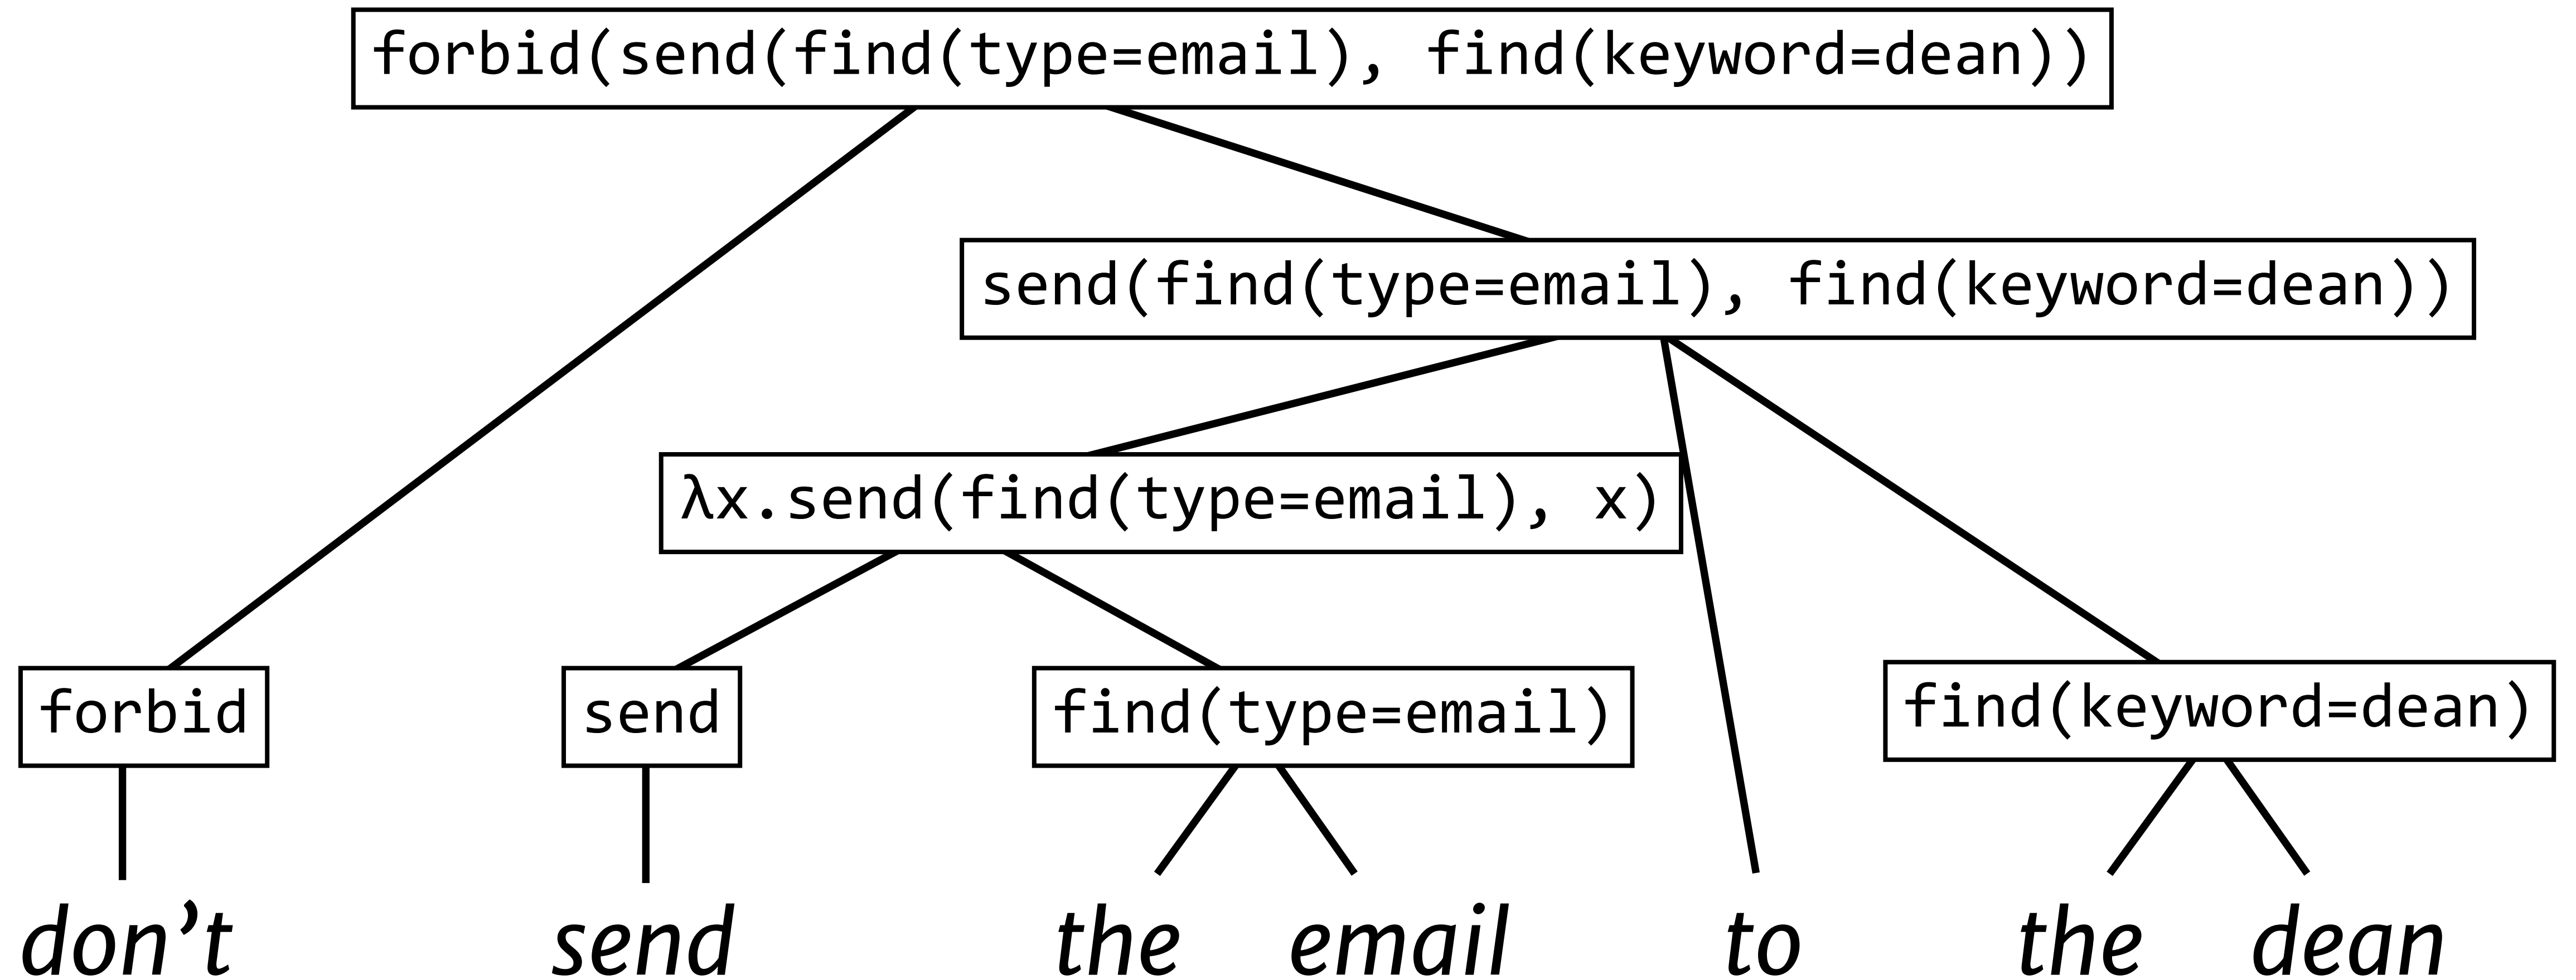 forbid(send(find(type=email), find(keyword=dean))
send(find(type=email), find(keyword=dean))
λx.send(find(type=email), x)
forbid send find(type=email) find(keyword=dean)
don’t send the email to the dean